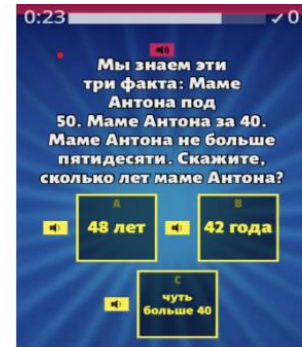 0:23
✓0
Мы знаем эти
три факта: Маме
Антона под
50. Маме Антона за 40.
Маме Антона не больше
пятидесяти. Скажите,
сколько лет маме Антона?
A
48 лет
B
42 года
C
чуть
больше 40